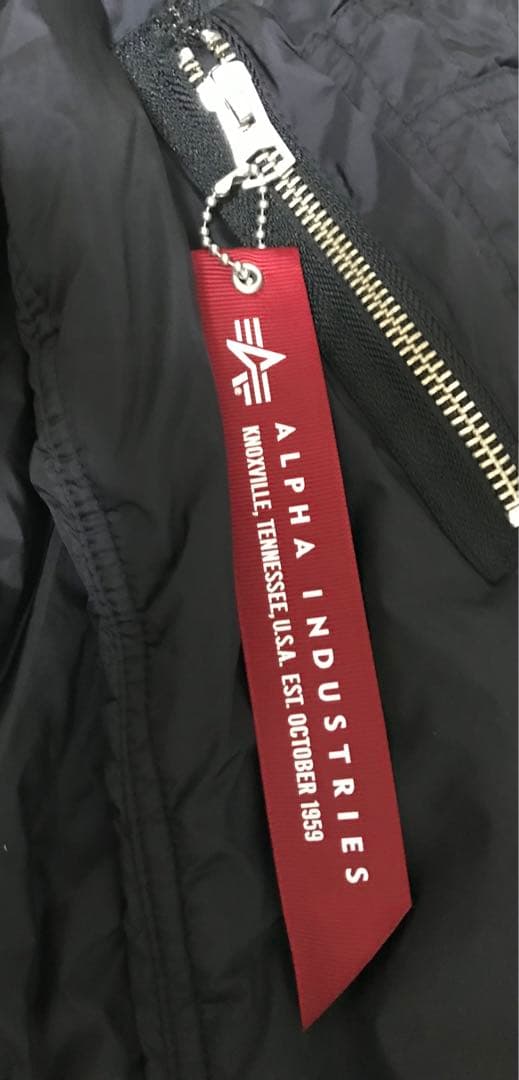 ALPHA INDUSTRIES
KNOXVILLE, TENNESSEE, U.S.A. EST. OCTOBER 1959